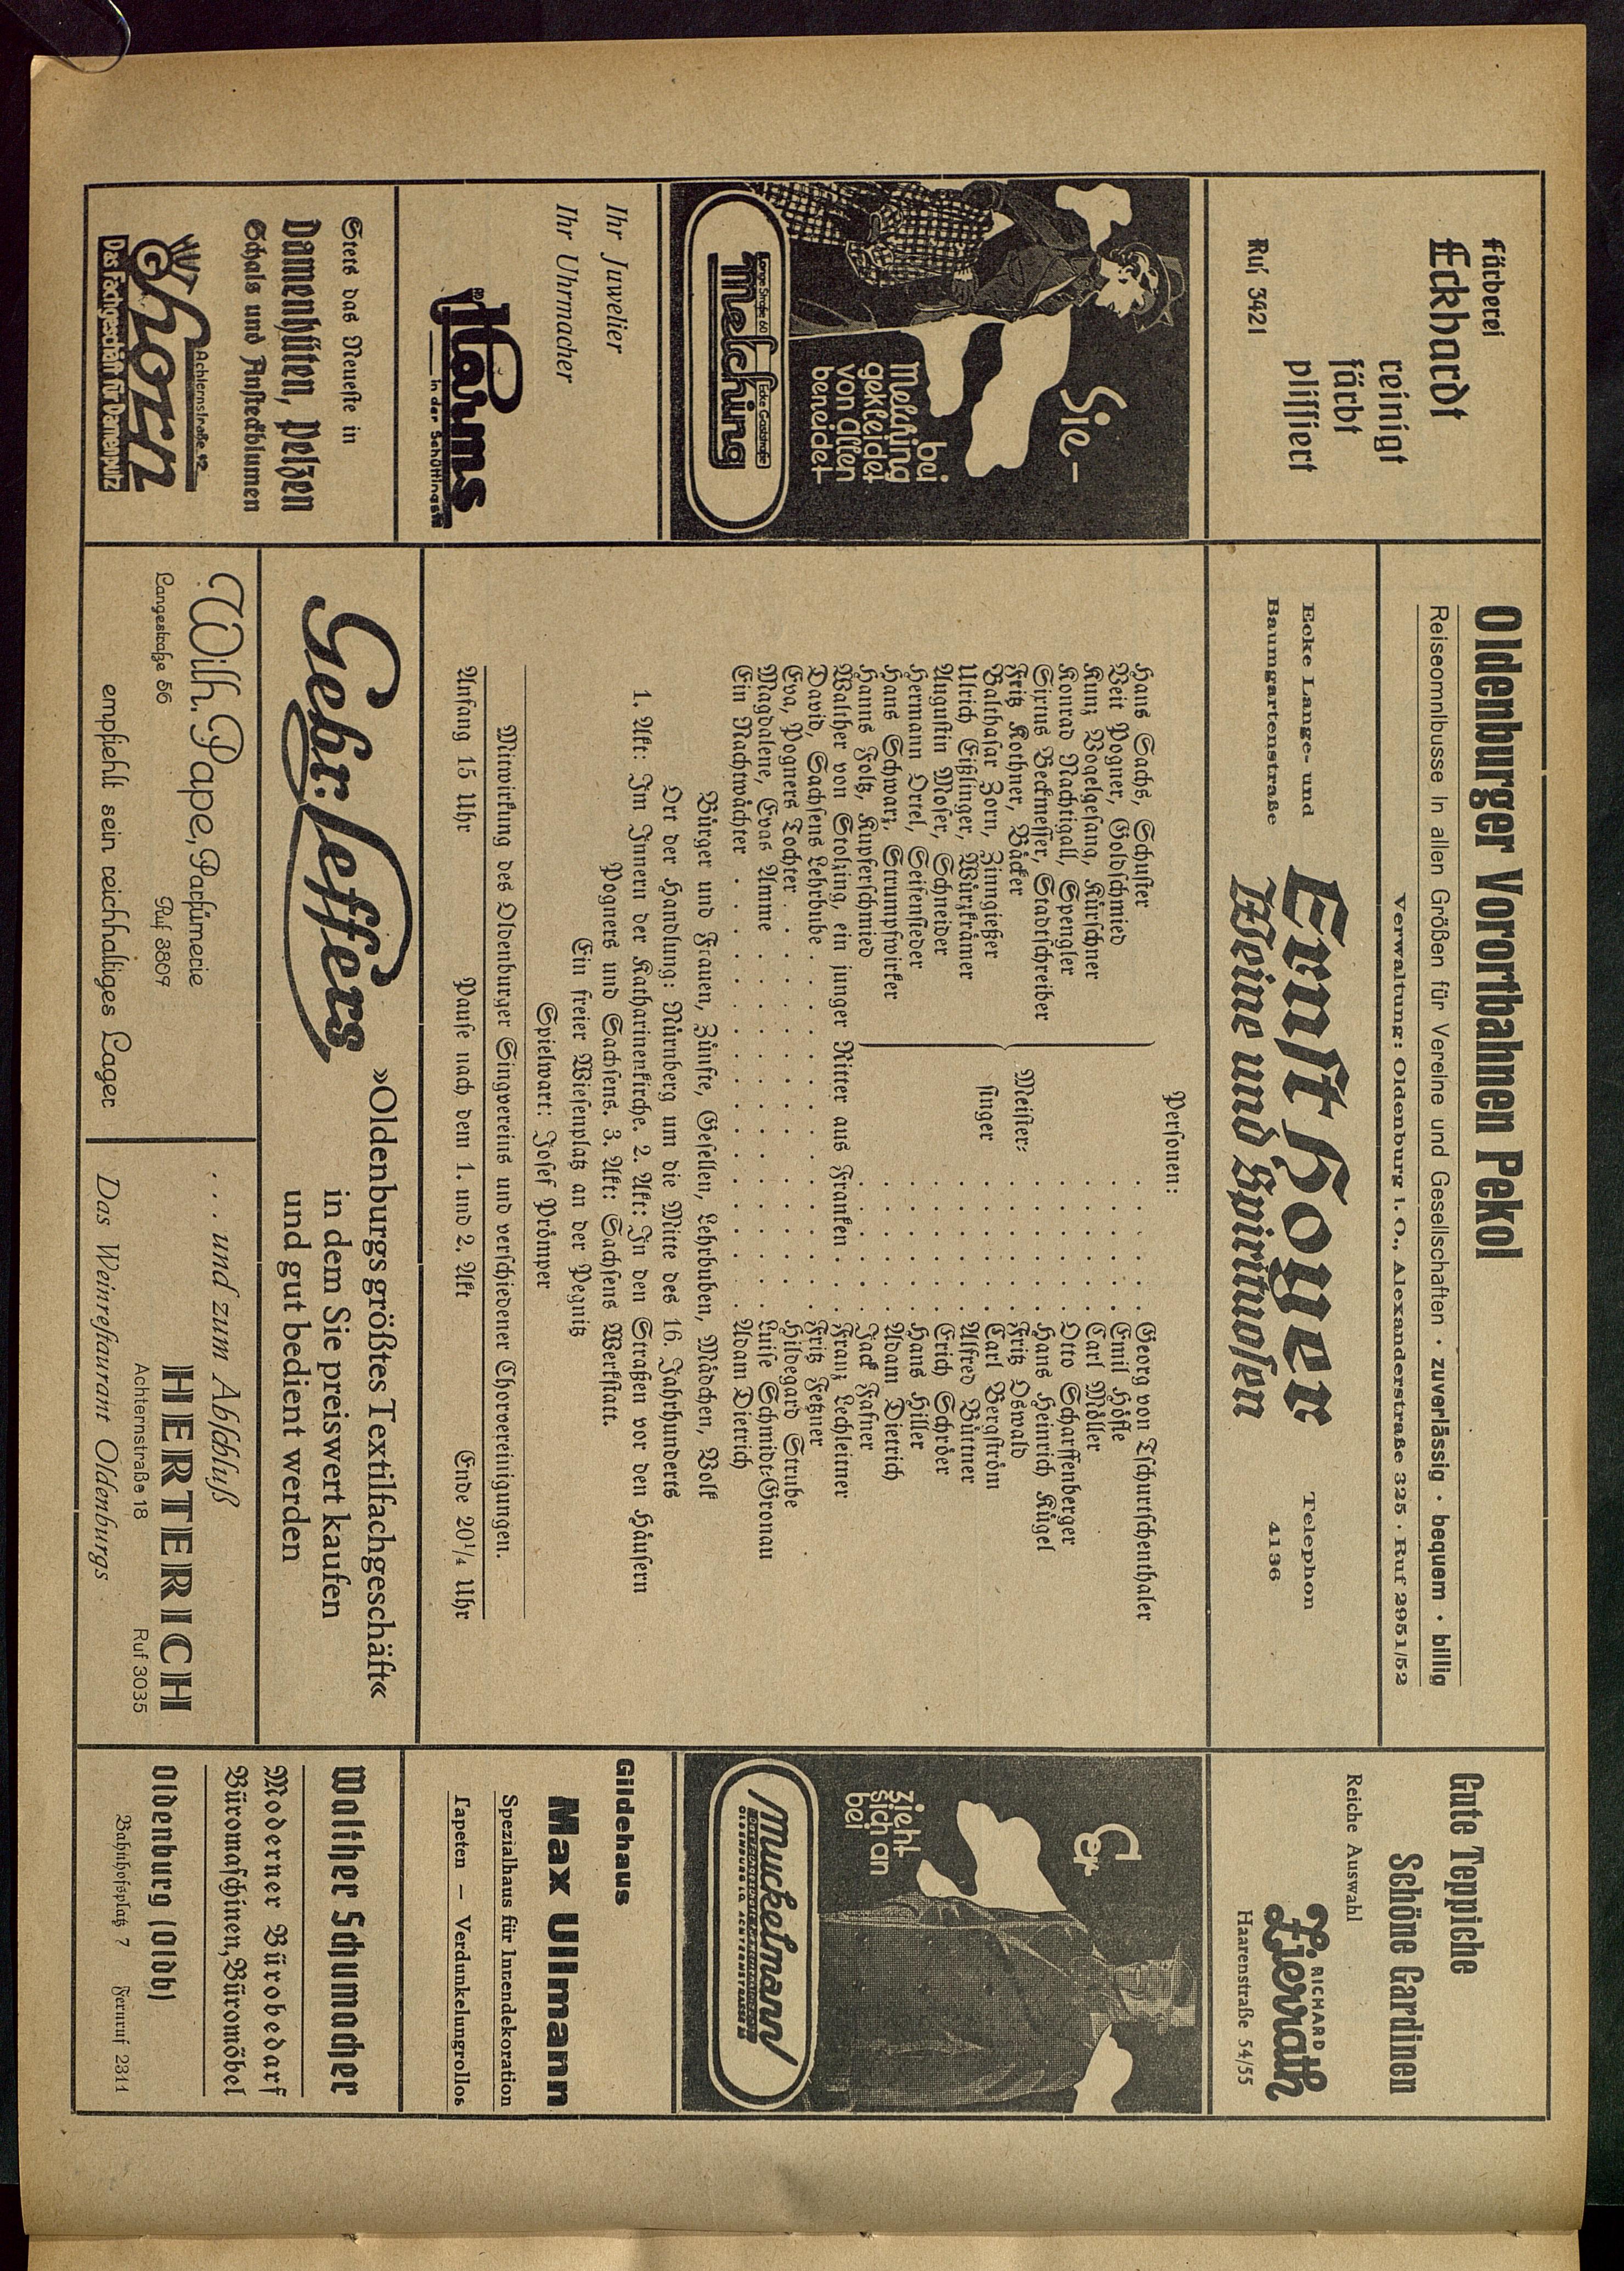 Färberei
Eckhardt
reinigt
färbt
plissiert
Ruf 3421
Oldenburger Vorortbahnen Pekol
Reiseomnibusse in allen Größen für Vereine und Gesellschaften · zuverlässig · bequem · billig
Verwaltung: Oldenburg i. O., Alexanderstraße 325 · Ruf 2951/52
Ecke Lange- und
Baumgartenstraße
Ernst Hoyer
Weine und Spirituosen
Telephon
4136
Gute Teppiche
Schöne Gardinen
Reiche Auswahl
RICHARD
Zierrath
Haarenstraße 54/55
Sie-
bei
Melching
gekleidet
von allen
beneidet
Lange Straße 60 Ecke Gaststraße
Melching
Personen:
Hans Sachs, Schuster . . . . . Georg von Tschurtschenthaler
Veit Pogner, Goldschmied . . . . . Emil Höfle
Kunz Vogelgesang, Kürschner . . . . . Carl Möller
Konrad Nachtigall, Spengler . . . . . Otto Scharffenberger
Sixtus Beckmesser, Stadtschreiber . . . . . Hans Heinrich Kügel
Fritz Kothner, Bäcker . . . . . Fritz Oswald
Meister-
singer
Balthasar Zorn, Zinngießer . . . . . Carl Bergström
Ulrich Eißlinger, Würzkrämer . . . . . Alfred Büttner
Augustin Moser, Schneider . . . . . Erich Schröder
Hermann Ortel, Seifensieder . . . . . Hans Hiller
Hans Schwarz, Strumpfwirker . . . . . Adam Dietrich
Hanns Foltz, Kupferschmied . . . . . Jack Fafner
Walther von Stolzing, ein junger Ritter aus Franken . . . Franz Lechleitner
David, Sachsens Lehrbube . . . . . . . . . . . Fritz Fetzner
Eva, Pogners Tochter . . . . . . . . . . . . Hildegard Strube
Magdalene, Evas Amme . . . . . . . . . . . Luise Schmidt-Gronau
Ein Nachtwächter . . . . . . . . . . . . . Adam Dietrich
Bürger und Frauen, Zünfte, Gesellen, Lehrbuben, Mädchen, Volk
Ort der Handlung: Nürnberg um die Mitte des 16. Jahrhunderts
1. Akt: Im Innern der Katharinenkirche. 2. Akt: In den Straßen vor den Häusern
Pogners und Sachsens. 3. Akt: Sachsens Werkstatt.
Ein freier Wiesenplatz an der Pegnitz
Spielwart: Josef Prömper
Mitwirkung des Oldenburger Singvereins und verschiedener Chorvereinigungen.
Anfang 15 Uhr Pause nach dem 1. und 2. Akt Ende 20¼ Uhr
Er
zieht
sich an
bei
Muckelmann
OLDENBURG I.O. ACHTERNSTRASSE 38
Ihr Juwelier
Ihr Uhrmacher
Harms
in der Schüttingstr.
Gildehaus
Max Ullmann
Spezialhaus für Innendekoration
Tapeten — Verdunkelungrollos
Stets das Neueste in
Damenhüten, Pelzen
Schals und Ansteckblumen
Achternstraße 42
Ghoth
Das Fachgeschäft für Damenputz
Gebr. Leffers
»Oldenburgs größtes Textilfachgeschäft«
in dem Sie preiswert kaufen
und gut bedient werden
Wilh. Pape, Parfümerie
Langestraße 56 Ruf 3809
empfiehlt sein reichhaltiges Lager
... und zum Abschluß
HERTERICH
Achternstraße 18 Ruf 3035
Das Weinrestaurant Oldenburgs
Walther Schumacher
Moderner Bürobedarf
Büromaschinen, Büromöbel
Oldenburg (Oldb)
Bahnhofsplatz 7 Fernruf 2311